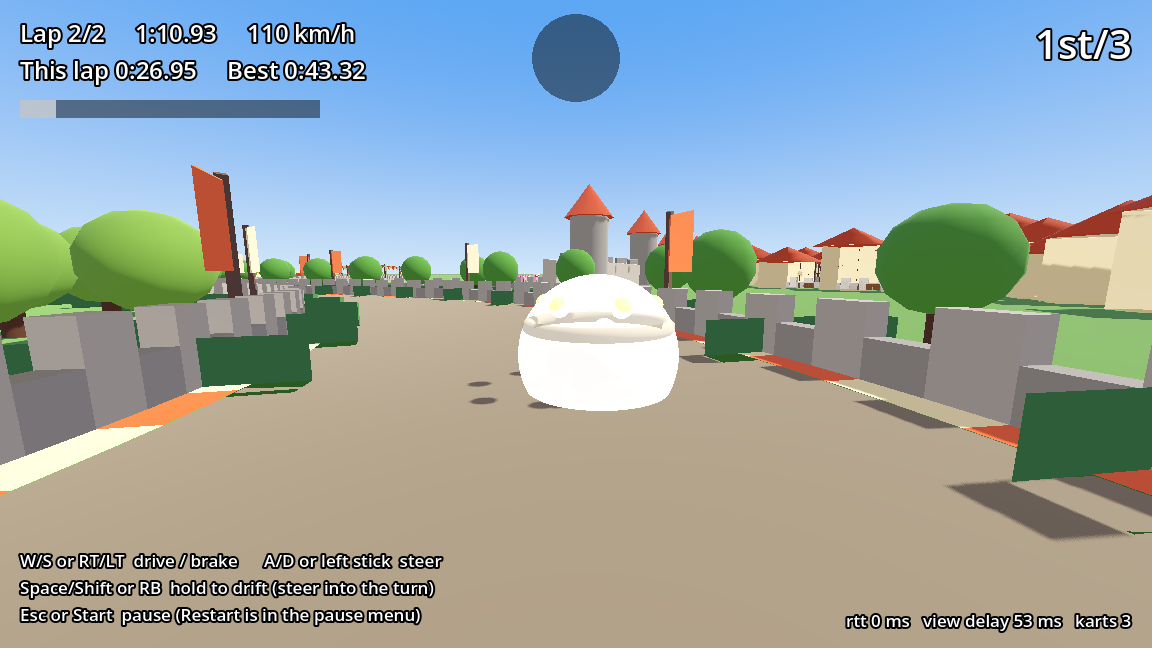 Lap 2/2 1:10.93 110 km/h
This lap 0:26.95 Best 0:43.32
1st/3
W/S or RT/LT drive / brake A/D or left stick steer
Space/Shift or RB hold to drift (steer into the turn)
Esc or Start pause (Restart is in the pause menu)
rtt 0 ms view delay 53 ms karts 3